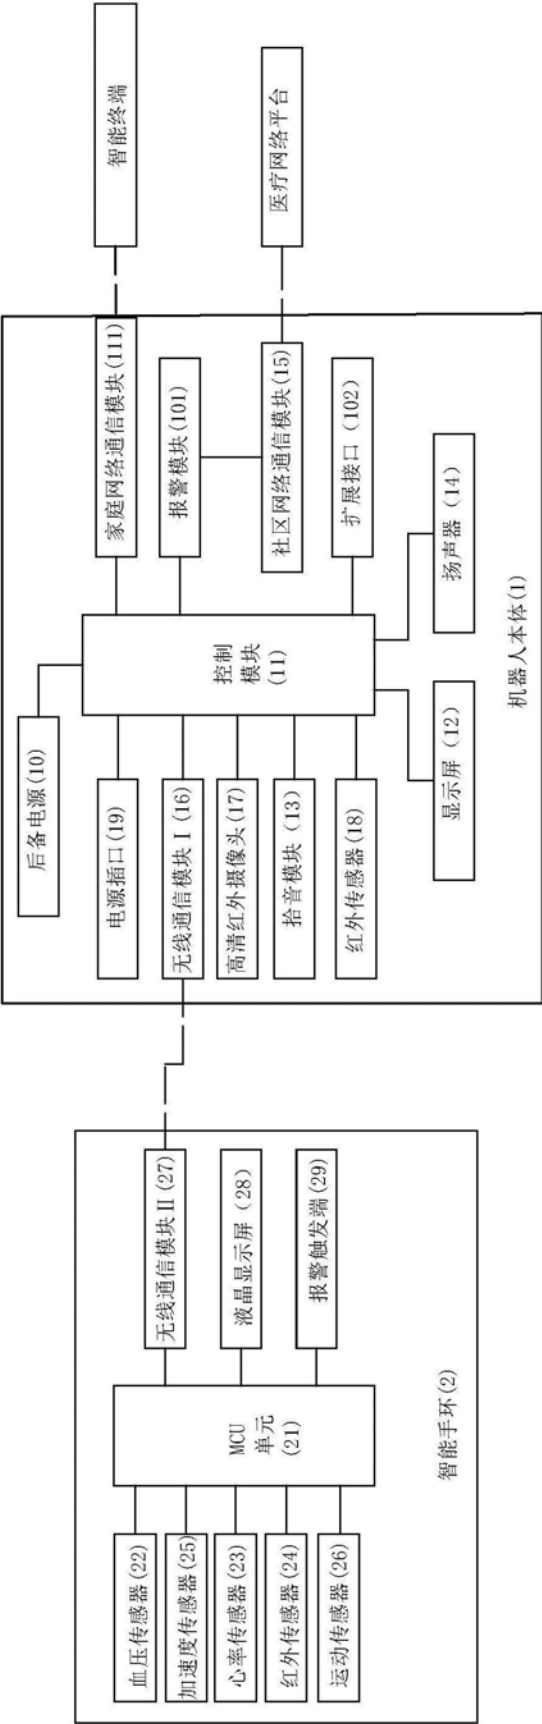 血压传感器(22)
加速度传感器(25)
心率传感器(23)
红外传感器(24)
运动传感器(26)
MCU
单元
(21)
无线通信模块II(27)
液晶显示屏（28）
报警触发端(29)
智能手环(2)
后备电源(10)
电源插口(19)
无线通信模块I(16)
高清红外摄像头(17)
拾音模块（13）
红外传感器(18)
控制
模块
(11)
显示屏（12）
扬声器（14）
家庭网络通信模块(111)
报警模块(101)
社区网络通信模块(15)
扩展接口（102）
机器人本体(1)
智能终端
医疗网络平台